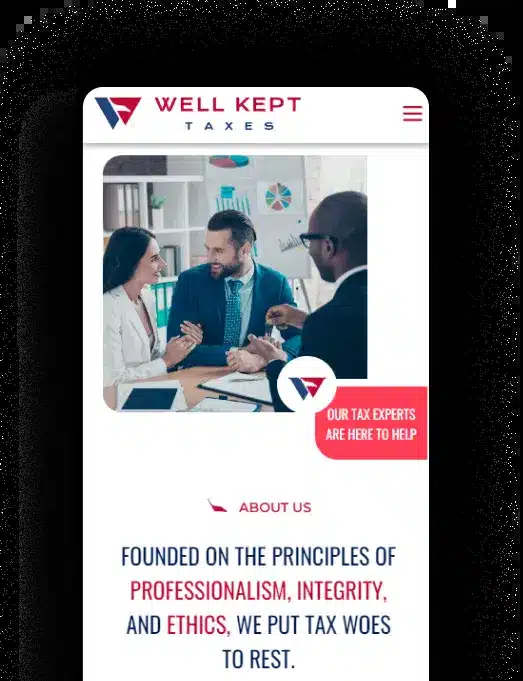 WELL KEPT
TAXES
OUR TAX EXPERTS
ARE HERE TO HELP
ABOUT US
FOUNDED ON THE PRINCIPLES OF
PROFESSIONALISM, INTEGRITY,
AND ETHICS, WE PUT TAX WOES
TO REST.